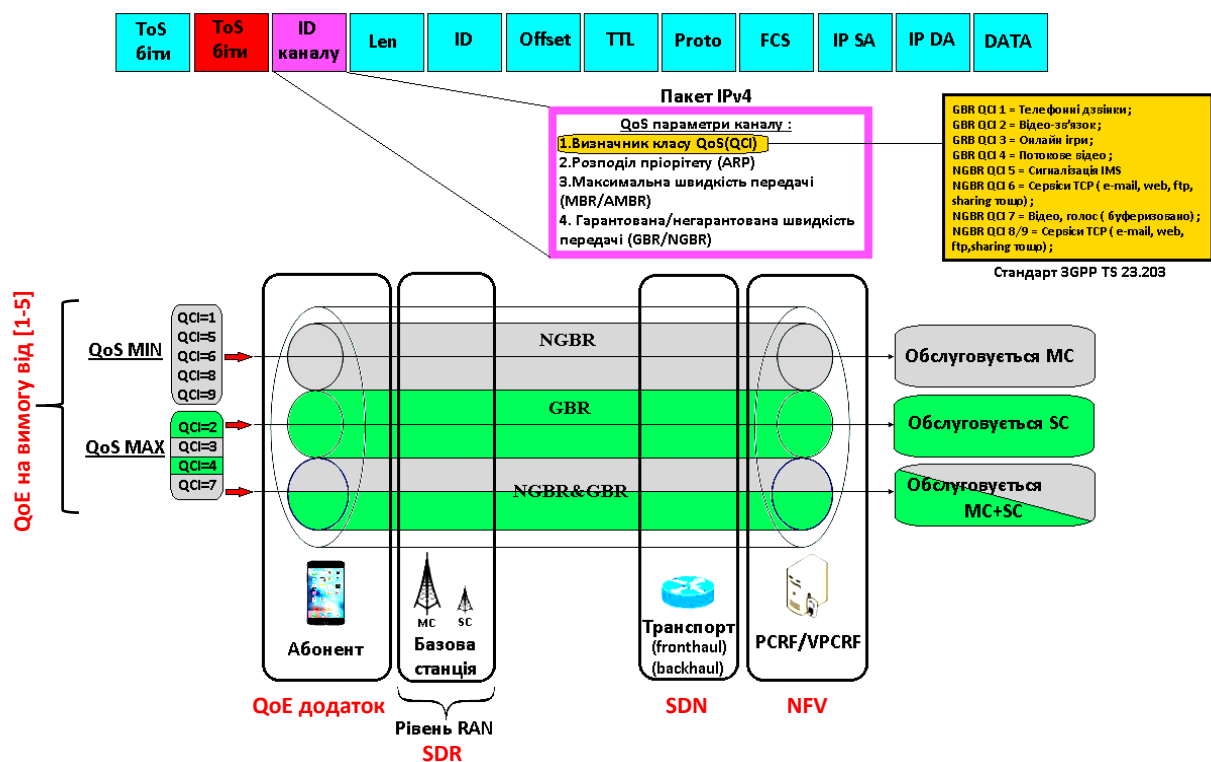 ToS біти
ToS біти
ID каналу
Len
ID
Offset
TTL
Proto
FCS
IP SA
IP DA
DATA
Пакет IPv4
QoS параметри каналу :
1.Визначник класу QoS(QCI)
2.Розподіл пріорітету (ARP)
3.Максимальна швидкість передачі
(MBR/AMBR)
4. Гарантована/негарантована швидкість
передачі (GBR/NGBR)
GBR QCI 1 = Телефонні дзвінки ;
GBR QCI 2 = Відео-зв'язок ;
GRB QCI 3 = Онлайн ігри ;
GBR QCI 4 = Потокове відео ;
NGBR QCI 5 = Сигналізація IMS
NGBR QCI 6 = Сервіси TCP ( e-mail, web, ftp,
sharing тощо) ;
NGBR QCI 7 = Відео, голос ( буферизовано) ;
NGBR QCI 8/9 = Сервіси TCP ( e-mail, web,
ftp,sharing тощо) ;
Стандарт 3GPP TS 23.203
QoE на вимогу від [1-5]
QoS MIN
QCI=1
QCI=5
QCI=6
QCI=8
QCI=9
QoS MAX
QCI=2
QCI=3
QCI=4
QCI=7
NGBR
GBR
NGBR&GBR
Обслуговується MC
Обслуговується SC
Обслуговується
MC+SC
Абонент
MC
SC
Базова
станція
Транспорт
(fronthaul)
(backhaul)
PCRF/VPCRF
QoE додаток
Рівень RAN
SDR
SDN
NFV